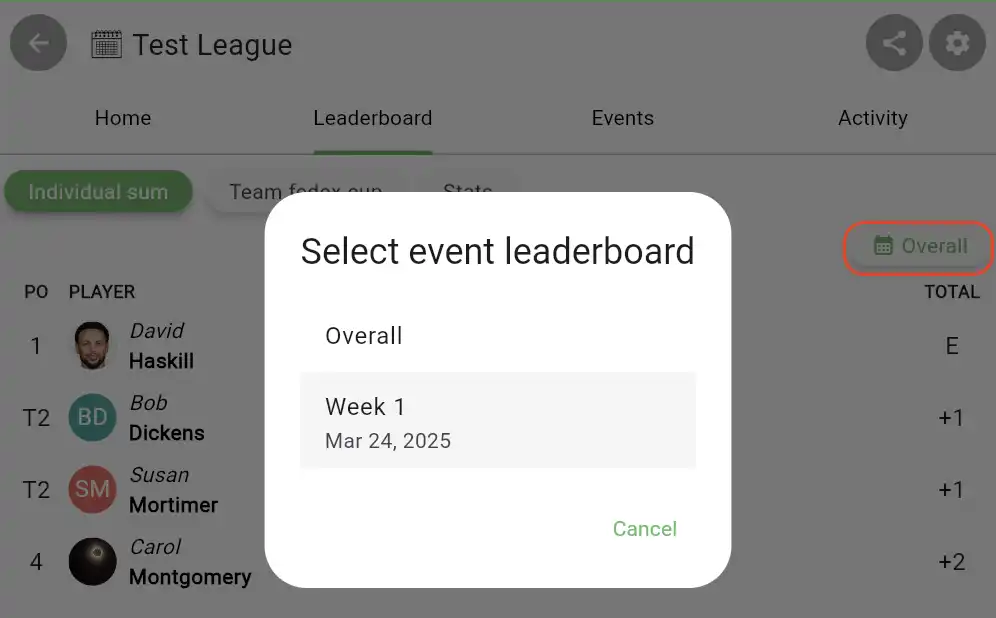 Test League
Home Leaderboard Events Activity
Individual sum Team fedex cup Stats
Select event leaderboard
Overall
PO PLAYER TOTAL
1 David Haskill E
Overall
T2 BD Bob Dickens +1
Week 1
Mar 24, 2025
T2 SM Susan Mortimer +1
Cancel
4 Carol Montgomery +2